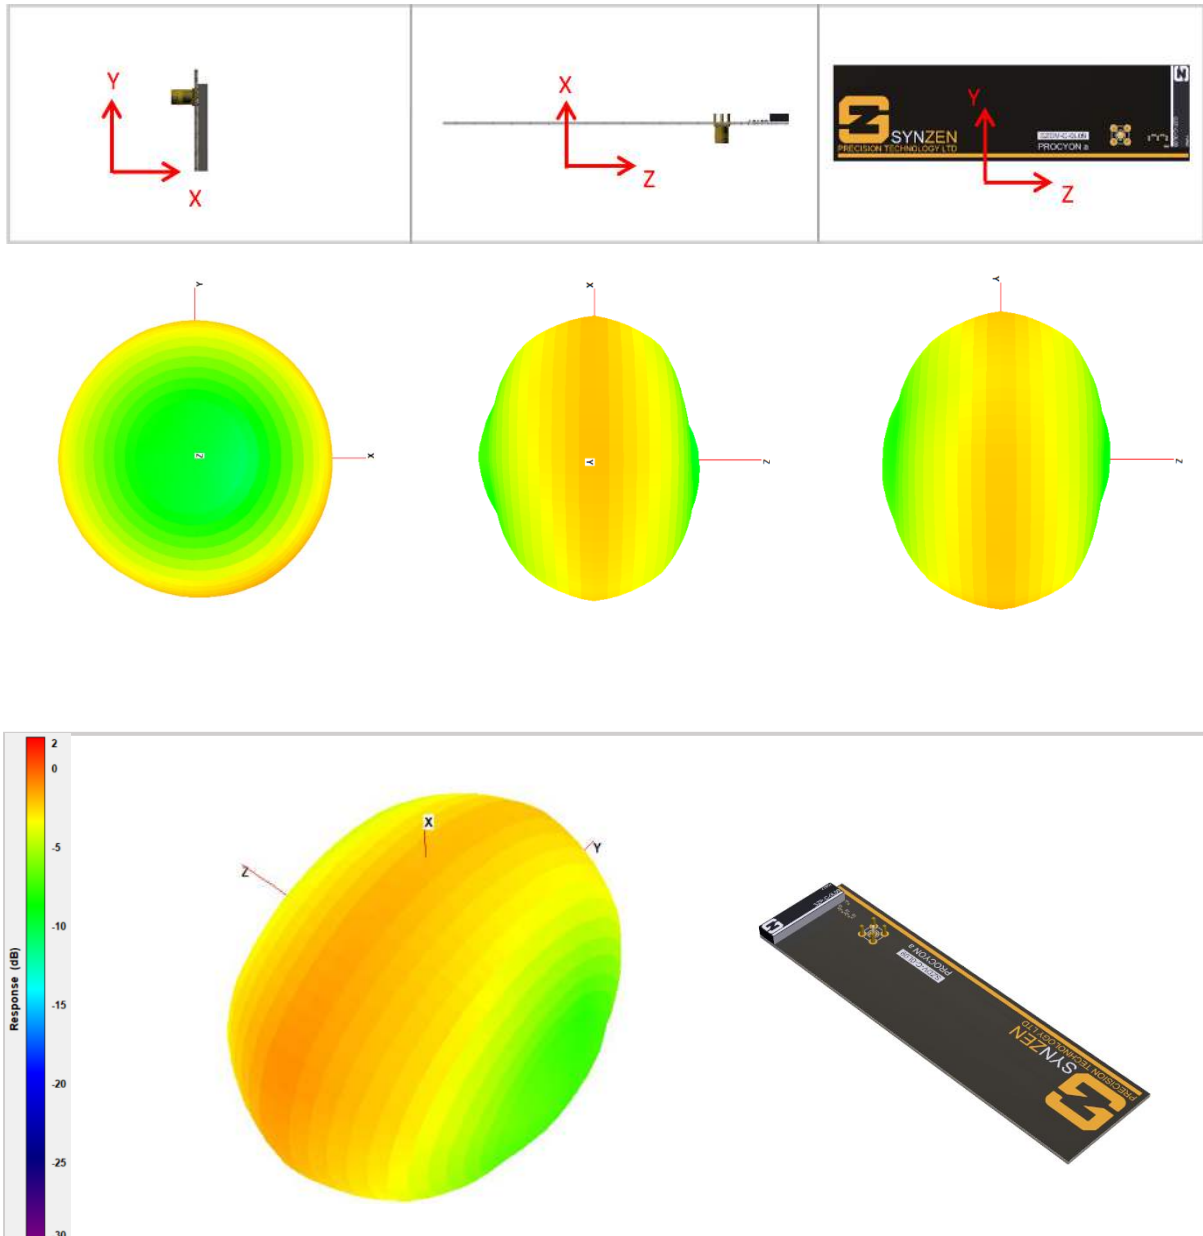 Y
X
X
Z
SYNZEN
PRECISION TECHNOLOGY LTD
Y
Z
PROCYON a
Y
Z
X
X
Y
Z
Y
Z
2
0
-5
-10
-15
-20
-25
-30
Response (dB)
X
Y
Z
PROCYON a
SYNZEN
PRECISION TECHNOLOGY LTD